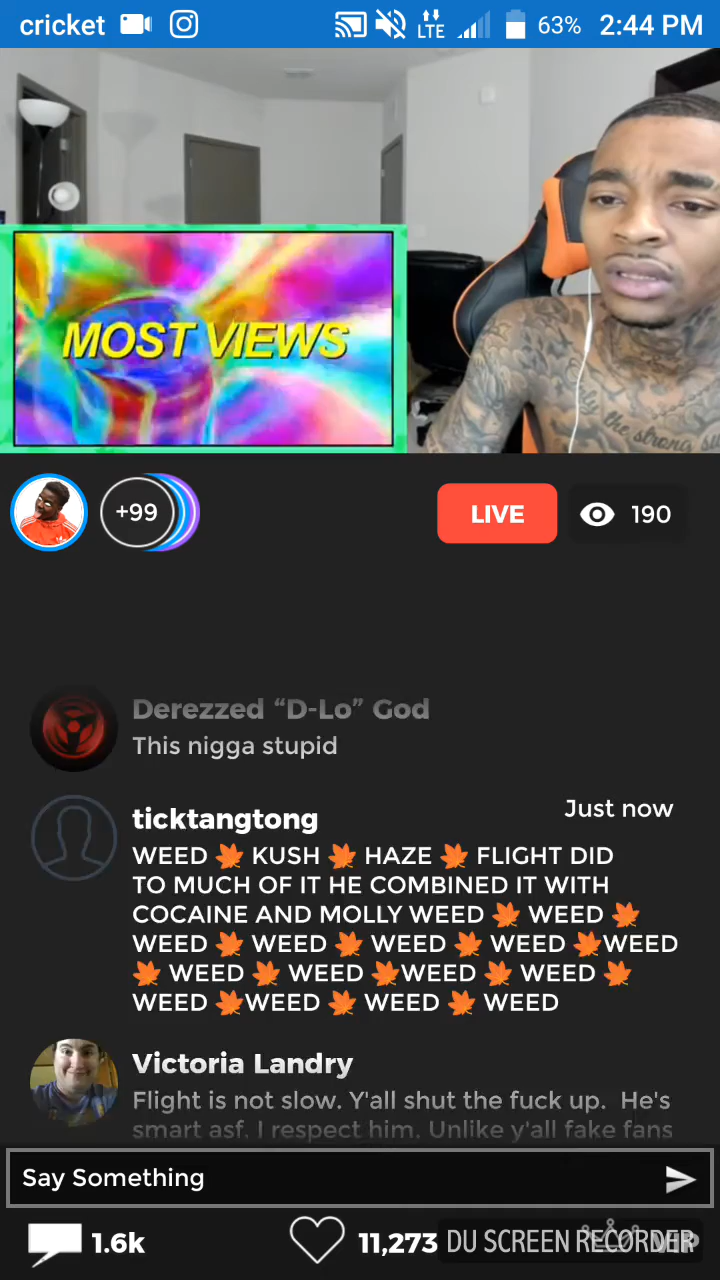 cricket LTE 63% 2:44 PM
MOST VIEWS
the strong
+99 LIVE 190
Derezzed “D-Lo” God
This nigga stupid
ticktangtong Just now
WEED 🍁 KUSH 🍁 HAZE 🍁 FLIGHT DID
TO MUCH OF IT HE COMBINED IT WITH
COCAINE AND MOLLY WEED 🍁 WEED 🍁
WEED 🍁 WEED 🍁 WEED 🍁 WEED 🍁WEED
🍁 WEED 🍁 WEED 🍁WEED 🍁 WEED 🍁
WEED 🍁WEED 🍁 WEED 🍁 WEED
Victoria Landry
Flight is not slow. Y'all shut the fuck up. He's
smart asf. I respect him. Unlike y'all fake fans
Say Something
1.6k 11,273 DU SCREEN RECORDER VIP